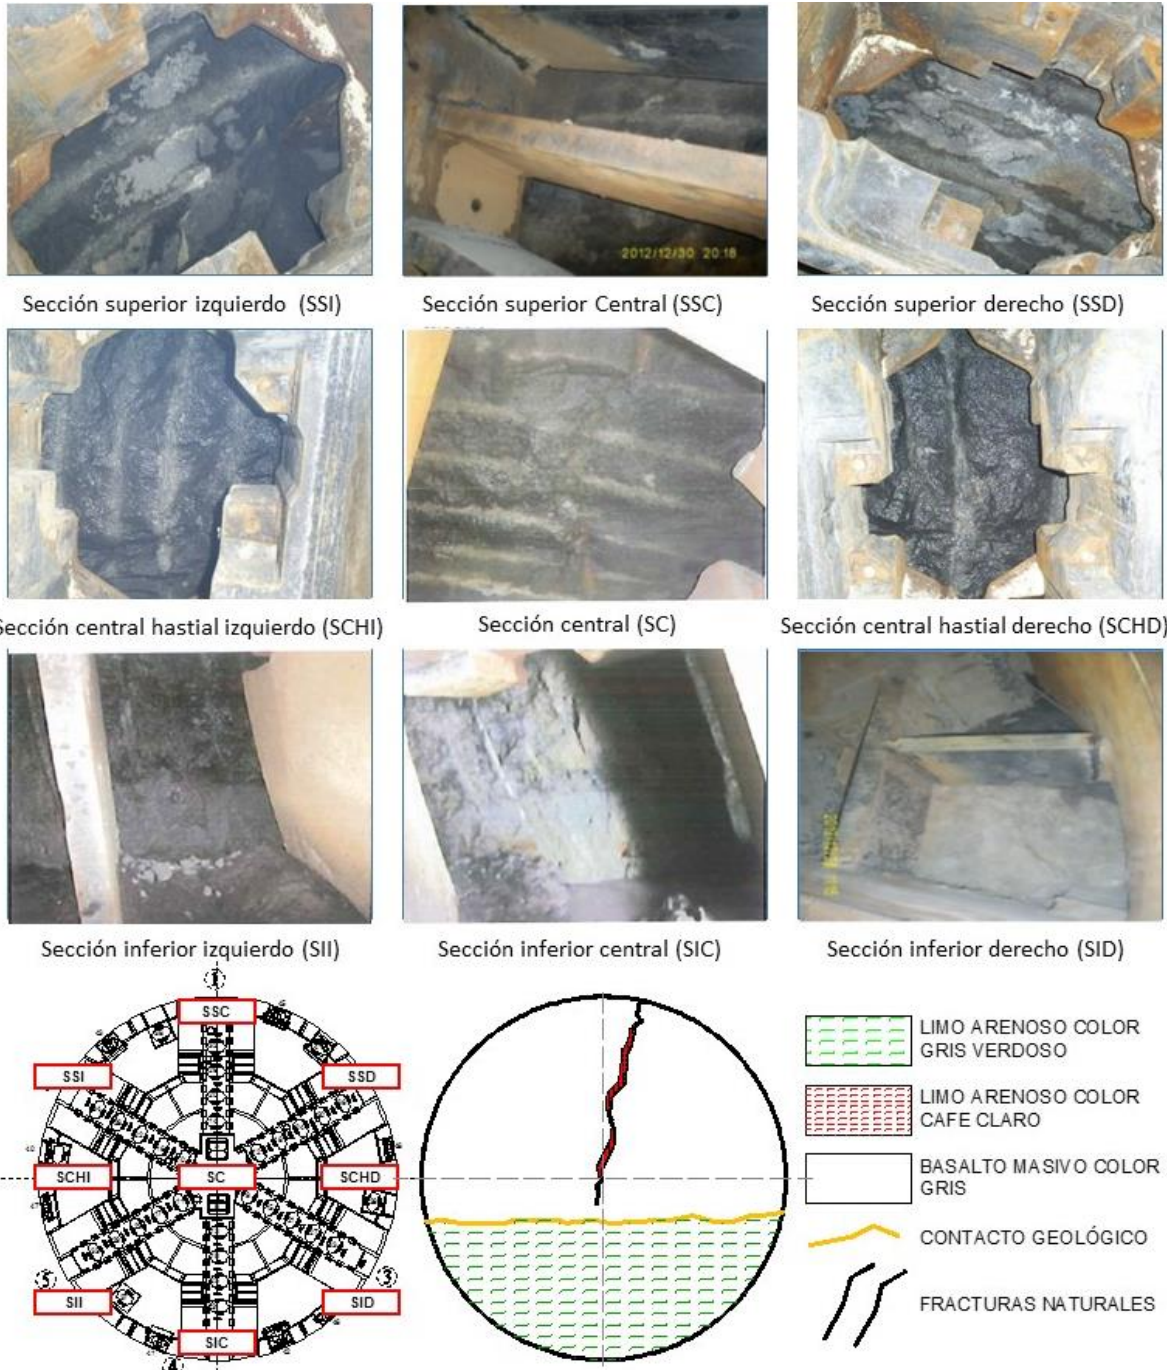 2012/12/30 20:18
Sección superior izquierdo (SSI)
Sección superior Central (SSC)
Sección superior derecho (SSD)
Sección central hastial izquierdo (SCHI)
Sección central (SC)
Sección central hastial derecho (SCHD)
Sección inferior izquierdo (SII)
Sección inferior central (SIC)
Sección inferior derecho (SID)
1
SSC
SSI
SSD
SCHI
SC
SCHD
5
3
SII
SID
SIC
4
LIMO ARENOSO COLOR
GRIS VERDOSO
LIMO ARENOSO COLOR
CAFE CLARO
BASALTO MASIVO COLOR
GRIS
CONTACTO GEOLÓGICO
FRACTURAS NATURALES